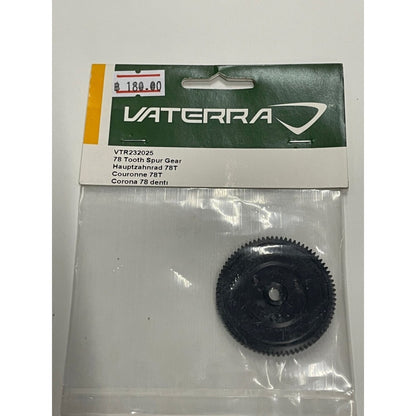 ฿ 180.00
VATERRA
VTR232025
78 Tooth Spur Gear
Hauptzahnrad 78T
Couronne 78T
Corona 78 denti